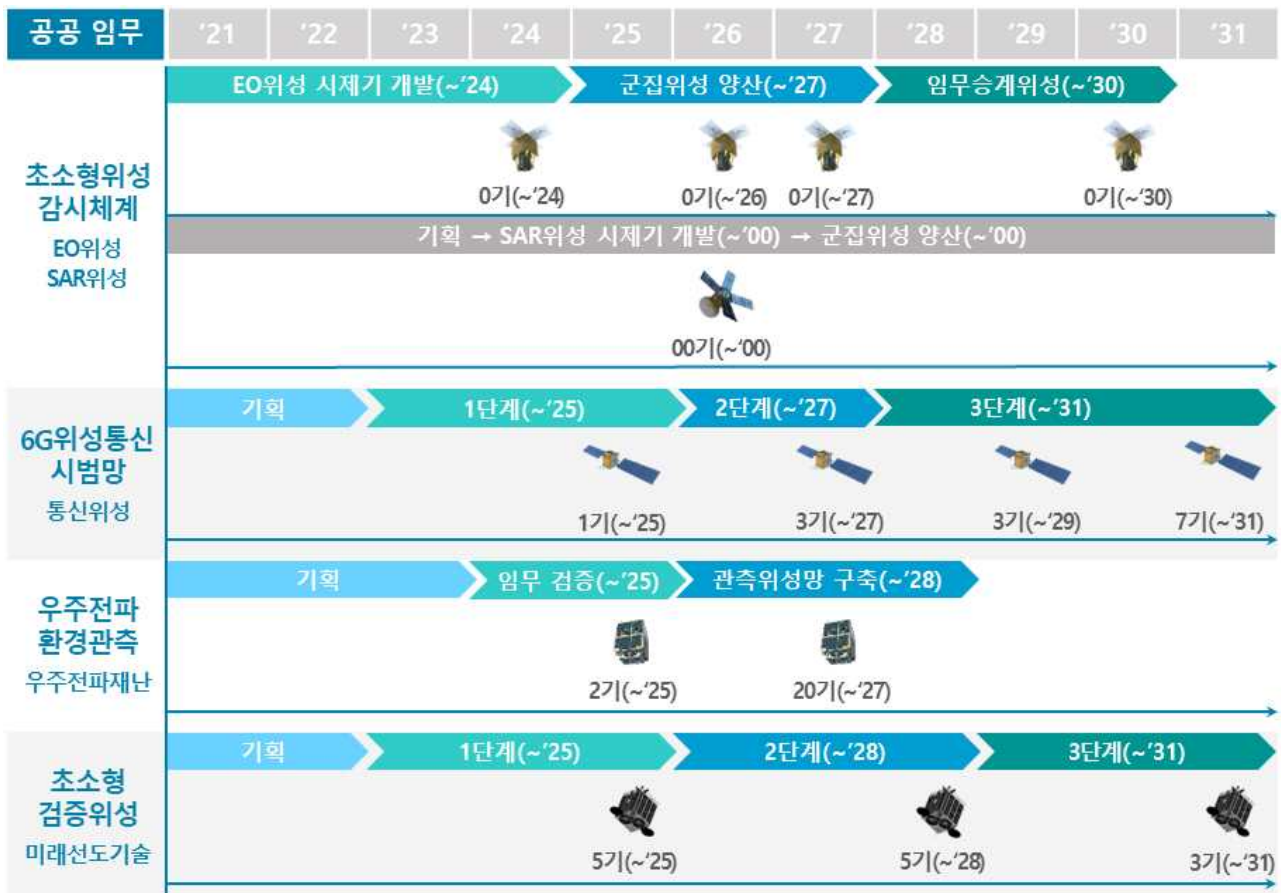 공공 임무 '21 '22 '23 '24 '25 '26 '27 '28 '29 '30 '31
EO위성 시제기 개발(~'24) 군집위성 양산(~'27) 임무승계위성(~'30)
초소형위성
감시체계
EO위성
SAR위성
0기(~'24) 0기(~'26) 0기(~'27) 0기(~'30)
기획 → SAR위성 시제기 개발(~'00) → 군집위성 양산(~'00)
00기(~'00)
기획 1단계(~'25) 2단계(~'27) 3단계(~'31)
6G위성통신
시범망
통신위성
1기(~'25) 3기(~'27) 3기(~'29) 7기(~'31)
기획 임무 검증(~'25) 관측위성망 구축(~'28)
우주전파
환경관측
우주전파재난
2기(~'25) 20기(~'27)
기획 1단계(~'25) 2단계(~'28) 3단계(~'31)
초소형
검증위성
미래선도기술
5기(~'25) 5기(~'28) 3기(~'31)